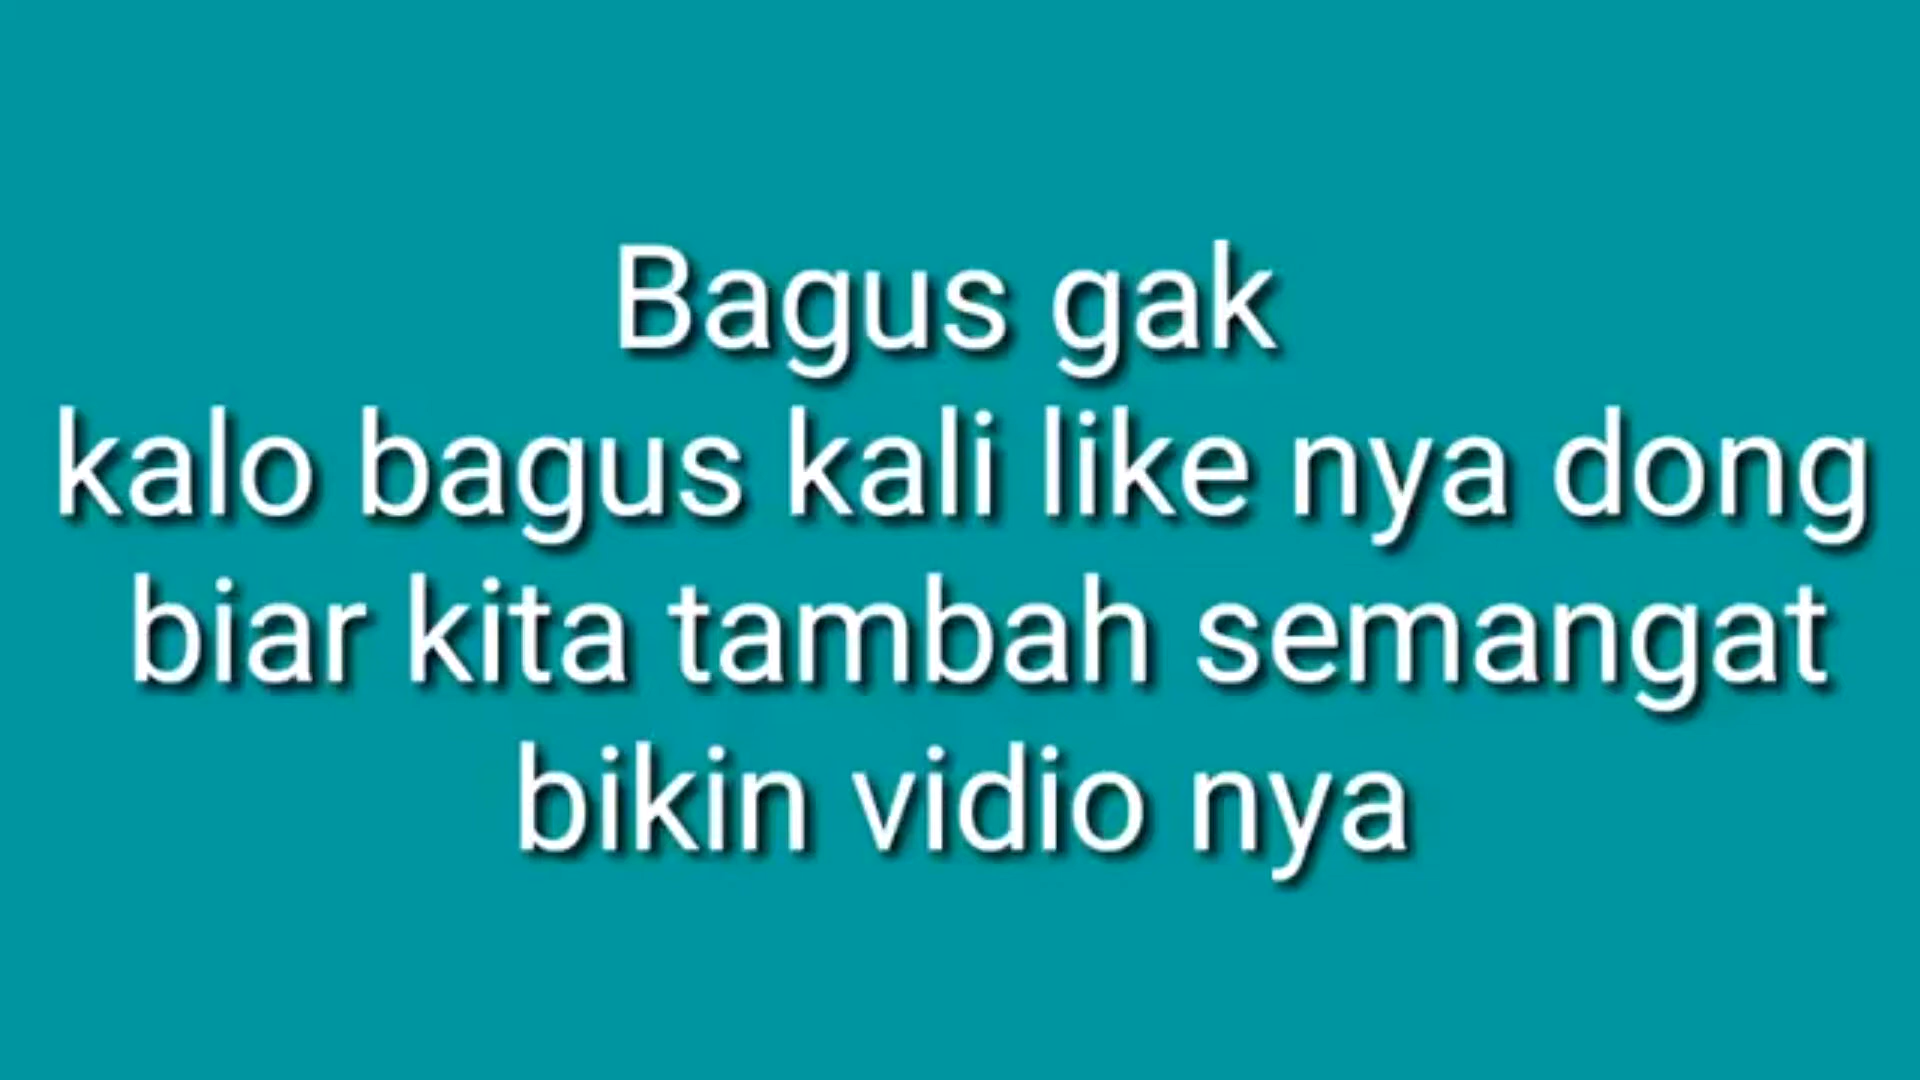 Bagus gak
kalo bagus kali like nya dong
biar kita tambah semangat
bikin vidio nya